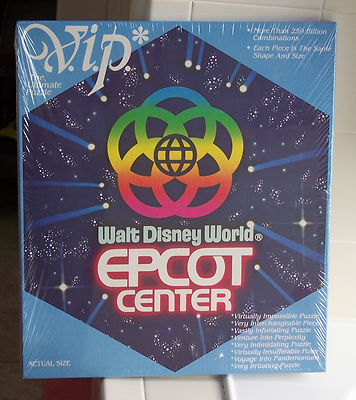 V.I.P.*
The
Ultimate
Puzzle
* More Than 259 Billion
Combinations
* Each Piece Is The Same
Shape And Size
Walt Disney World®
EPCOT
CENTER
*Virtually Impossible Puzzle
*Very Interchangeable Pieces
*Vastly Infuriating Puzzle
*Venture Into Perplexity
*Very Intimidating Puzzle
*Virtually Insufferable Poser
*Voyage Into Pandemonium
*Very Irritating Puzzle
ACTUAL SIZE